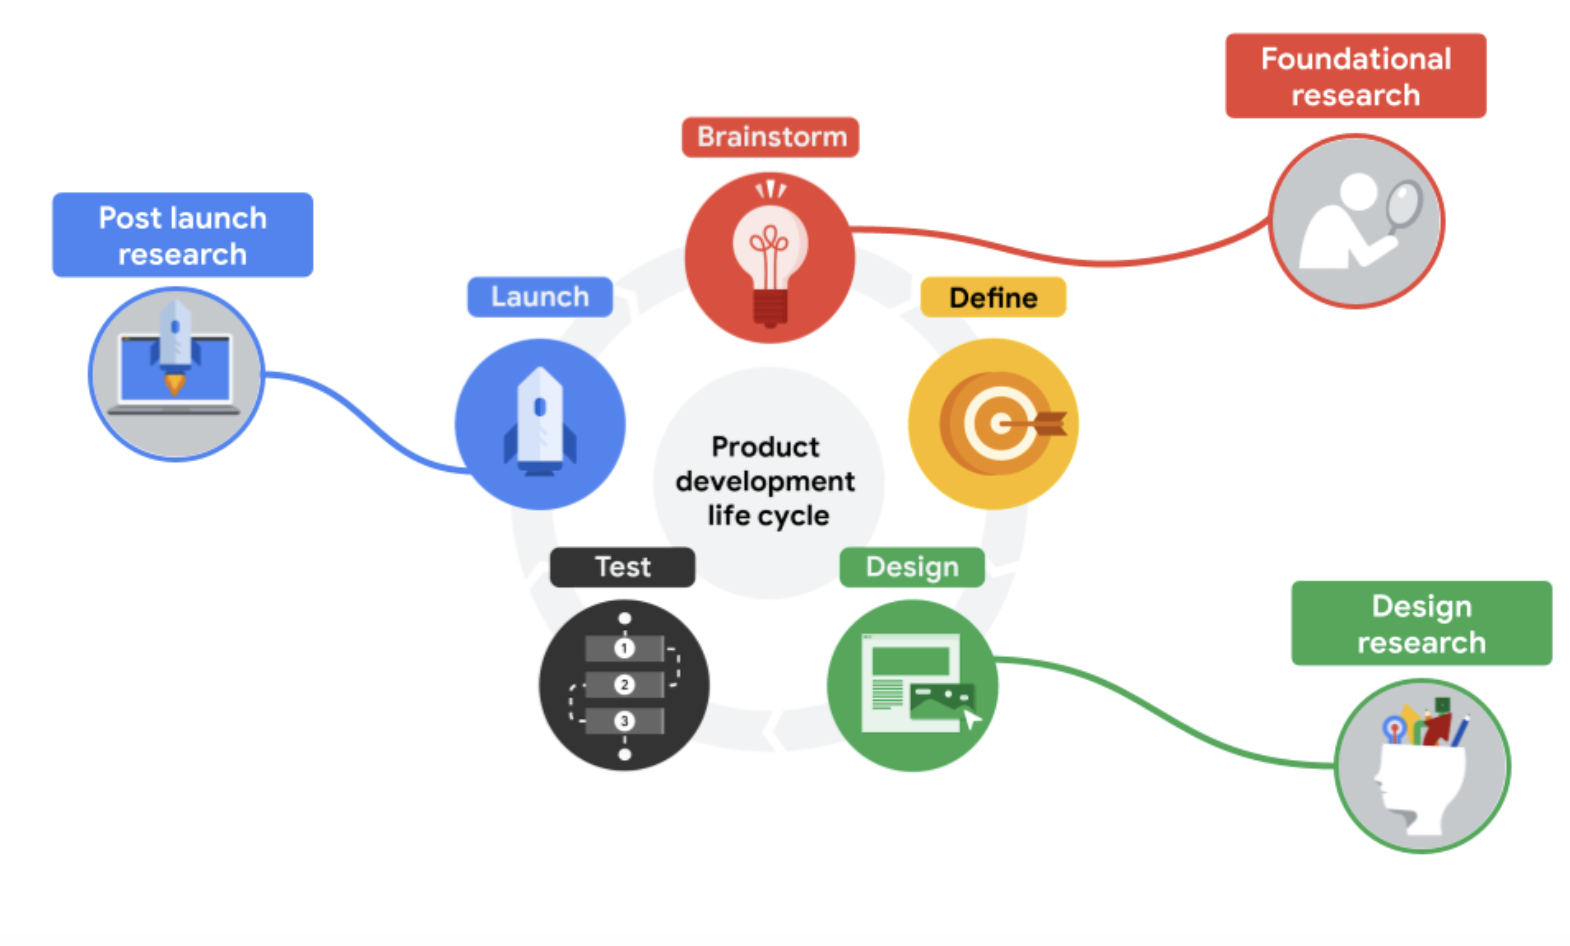 Foundational
research
Brainstorm
Post launch
research
Launch
Define
Product
development
life cycle
Test
Design
1
2
3
Design
research